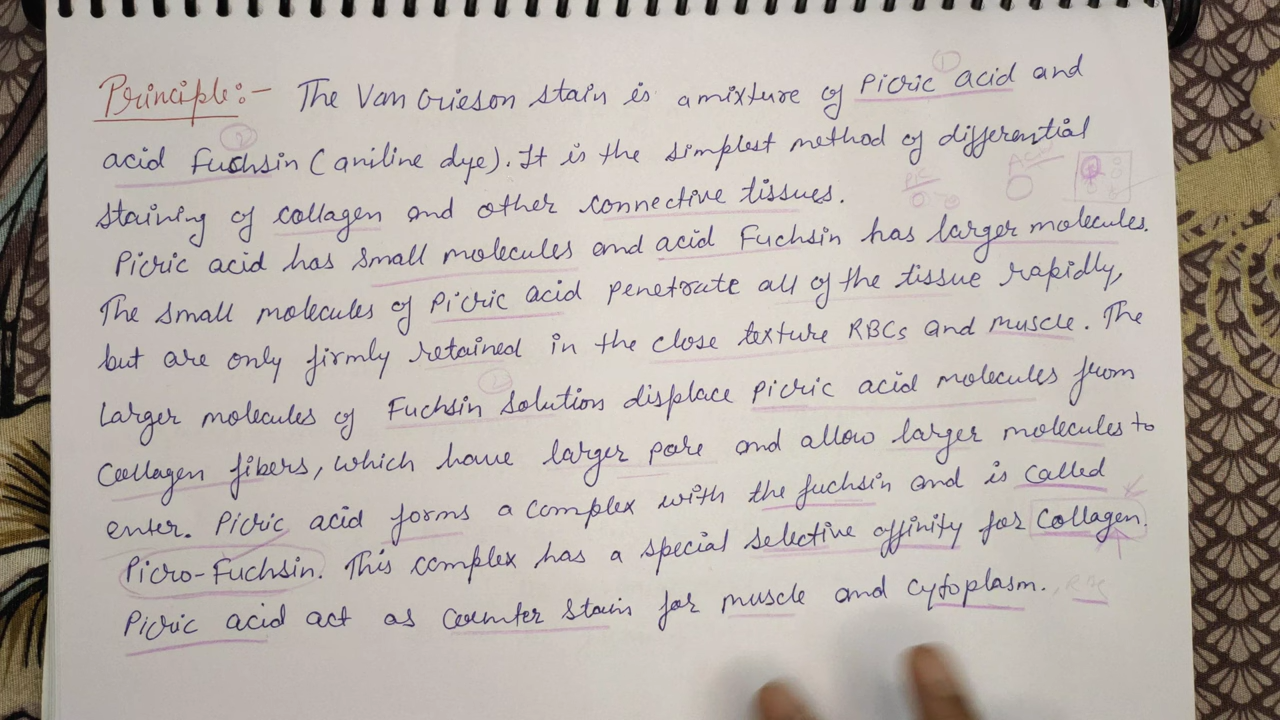 Principle:- The Van Grieson stain is a mixture of Picric acid and
acid Fuchsin (aniline dye). It is the simplest method of differential
staining of collagen and other connective tissues.
Picric acid has small molecules and acid Fuchsin has larger molecules.
The small molecules of Picric acid penetrate all of the tissue rapidly,
but are only firmly retained in the close texture RBCs and muscle. The
Larger molecules of Fuchsin solution displace picric acid molecules from
Collagen fibers, which have larger pore and allow larger molecules to
enter. Picric acid forms a complex with the fuchsin and is called
Picro-Fuchsin. This complex has a special selective affinity for Collagen.
Picric acid act as Counter stain for muscle and cytoplasm.